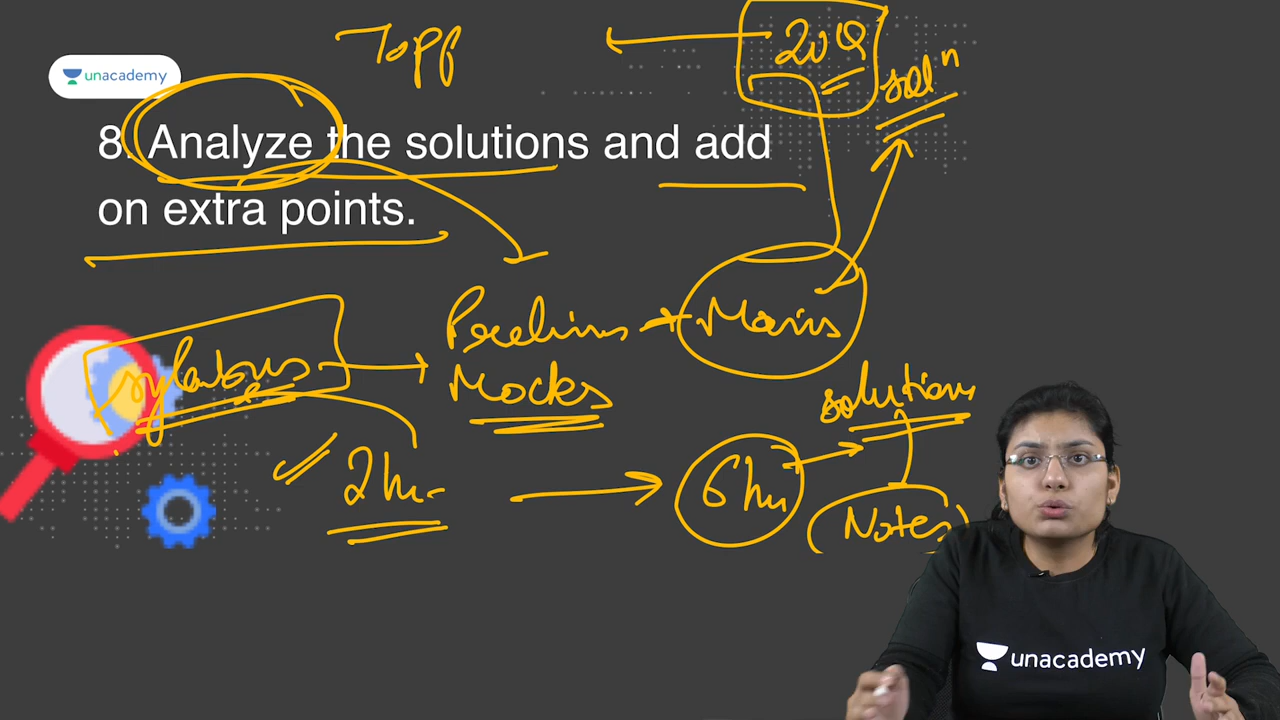 Topp
20Q
solⁿ
unacademy
8. Analyze the solutions and add
on extra points.
Prelims
Mains
syllabus
Mocks
solutions
2hr
6hr
Notes
unacademy